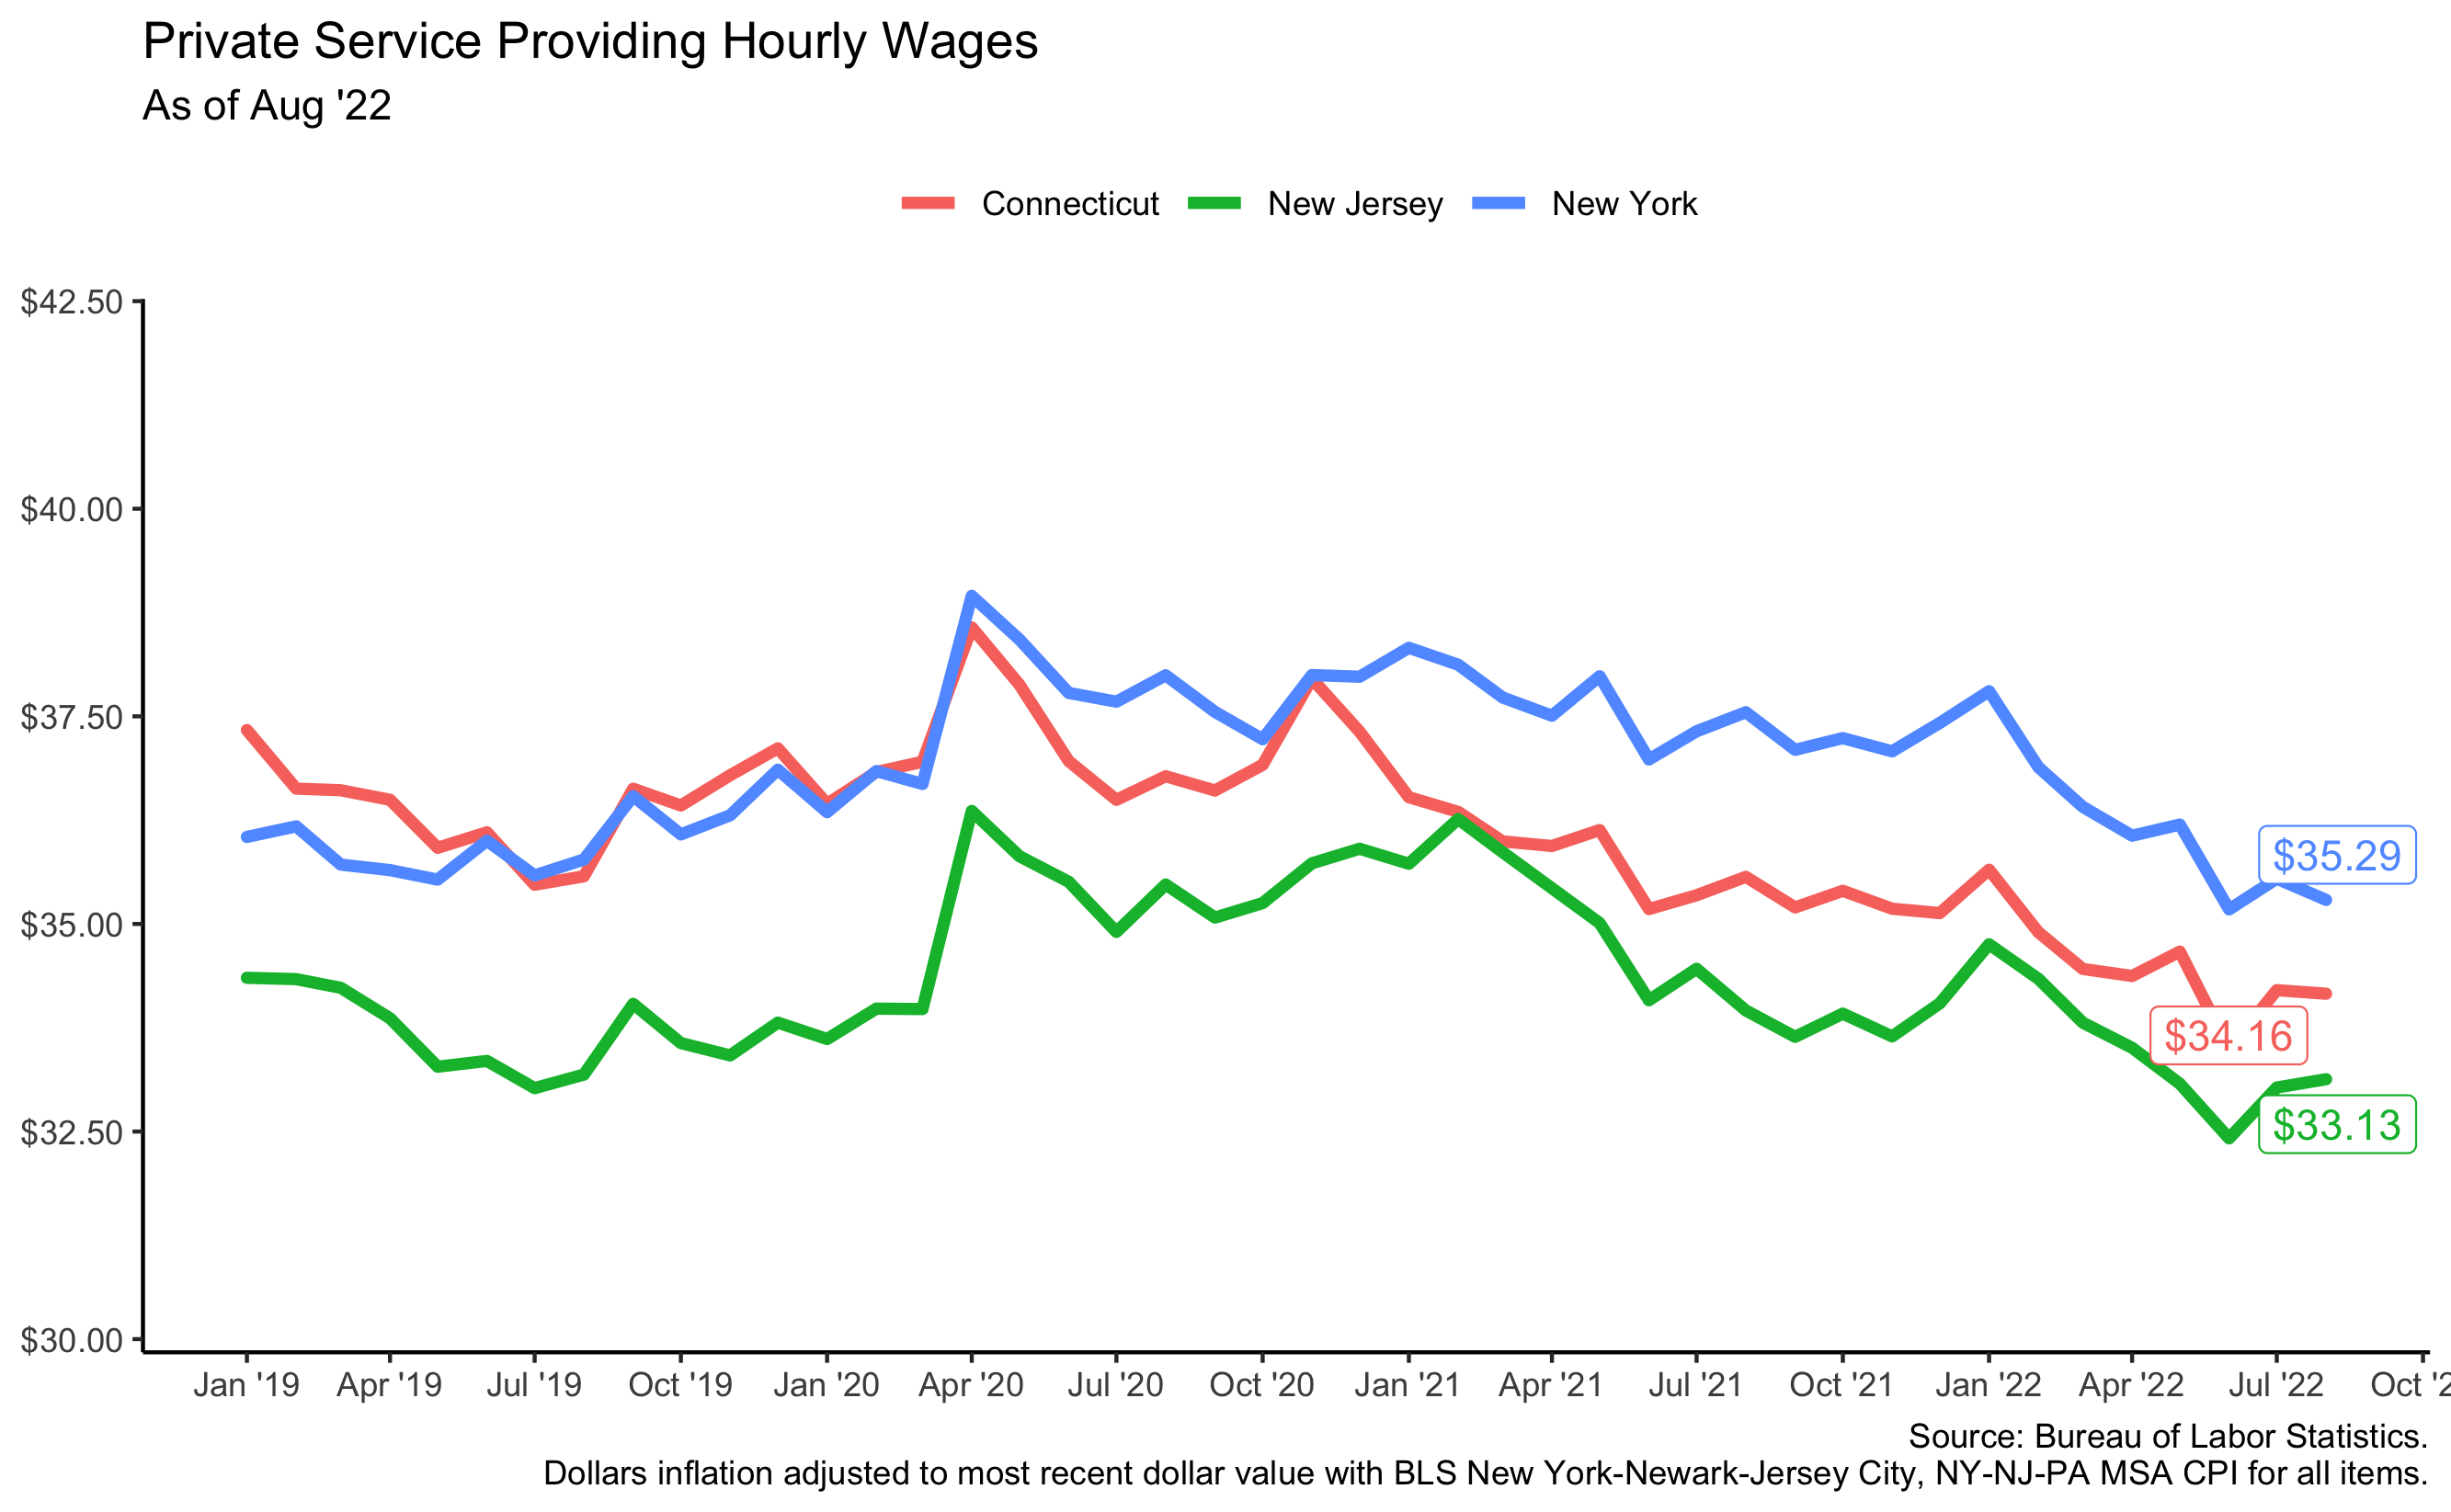 Private Service Providing Hourly Wages
As of Aug '22
Connecticut New Jersey New York
$42.50
$40.00
$37.50
$35.00
$32.50
$30.00
$35.29
$34.16
$33.13
Jan '19 Apr '19 Jul '19 Oct '19 Jan '20 Apr '20 Jul '20 Oct '20 Jan '21 Apr '21 Jul '21 Oct '21 Jan '22 Apr '22 Jul '22 Oct '2
Source: Bureau of Labor Statistics.
Dollars inflation adjusted to most recent dollar value with BLS New York-Newark-Jersey City, NY-NJ-PA MSA CPI for all items.